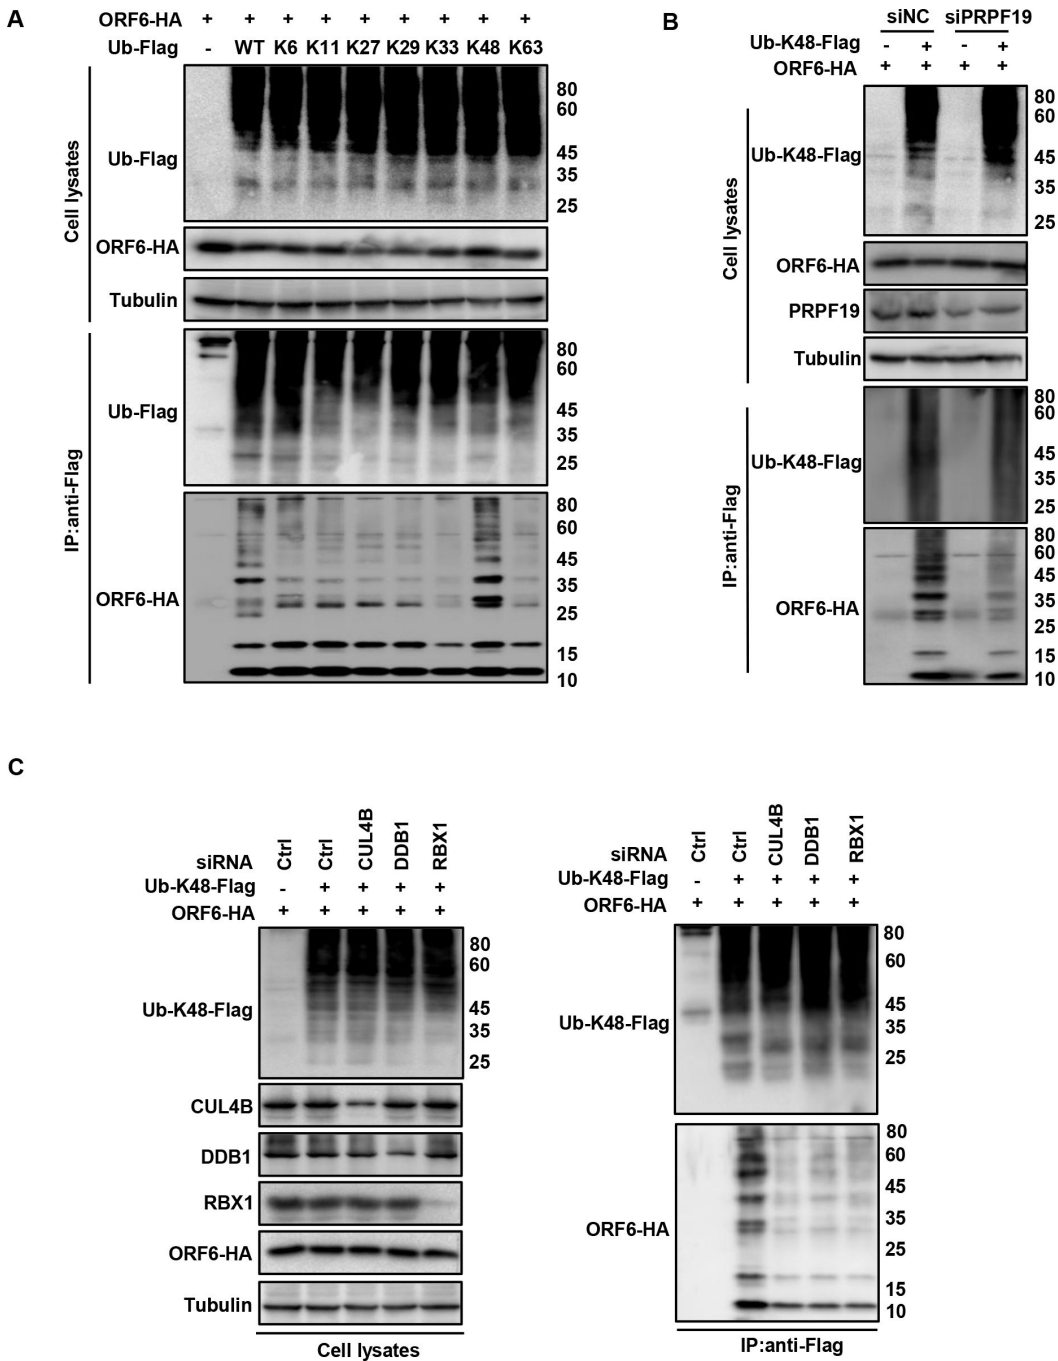 A
ORF6-HA + + + + + + + + +
Ub-Flag - WT K6 K11 K27 K29 K33 K48 K63
Cell lysates
Ub-Flag
80
60
45
35
25
ORF6-HA
Tubulin
IP:anti-Flag
Ub-Flag
80
60
45
35
25
ORF6-HA
80
60
45
35
25
15
10
B
siNC siPRPF19
Ub-K48-Flag - + - +
ORF6-HA + + + +
Cell lysates
Ub-K48-Flag
80
60
45
35
25
ORF6-HA
PRPF19
Tubulin
IP:anti-Flag
Ub-K48-Flag
80
60
45
35
25
ORF6-HA
80
60
45
35
25
15
10
C
siRNA Ctrl Ctrl CUL4B DDB1 RBX1
Ub-K48-Flag - + + + +
ORF6-HA + + + + +
Ub-K48-Flag
80
60
45
35
25
CUL4B
DDB1
RBX1
ORF6-HA
Tubulin
Cell lysates
siRNA Ctrl Ctrl CUL4B DDB1 RBX1
Ub-K48-Flag - + + + +
ORF6-HA + + + + +
Ub-K48-Flag
80
60
45
35
25
ORF6-HA
80
60
45
35
25
15
10
IP:anti-Flag